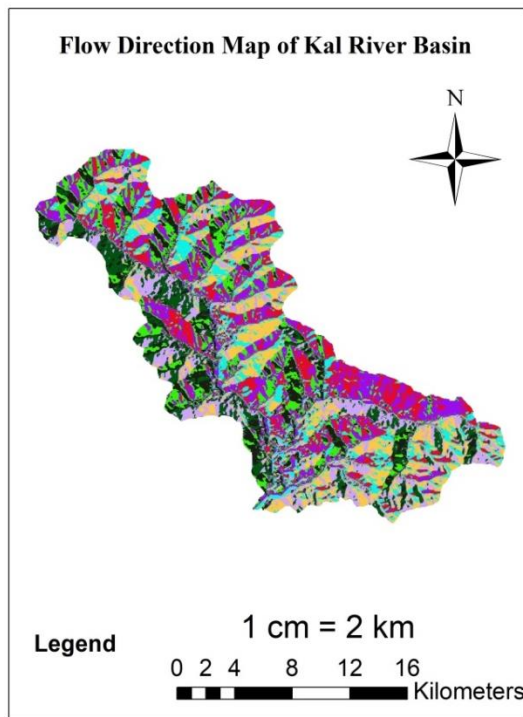 Flow Direction Map of Kal River Basin
N
1 cm = 2 km
Legend
0 2 4 8 12 16
Kilometers